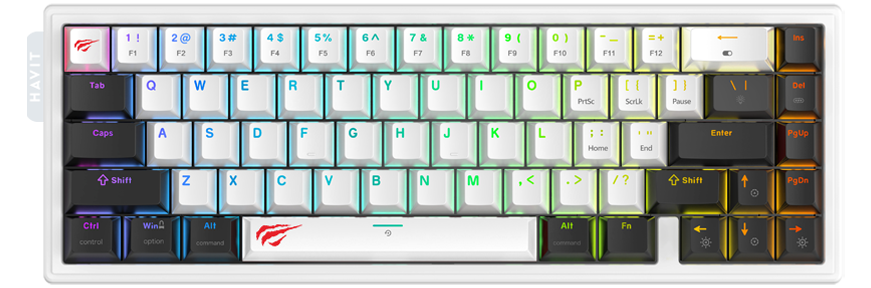 HAVIT
1 ! 2 @ 3 # 4 $ 5 % 6 ^ 7 & 8 * 9 ( 0 ) - _ = + Ins
F1 F2 F3 F4 F5 F6 F7 F8 F9 F10 F11 F12
Tab Q W E R T Y U I O P [ { ] } \ | Del
PrtSc ScrLk Pause
Caps A S D F G H J K L ; : ' " Enter PgUp
Home End
Shift Z X C V B N M , < . > / ? Shift PgDn
Ctrl Win Alt Alt Fn
control option command command